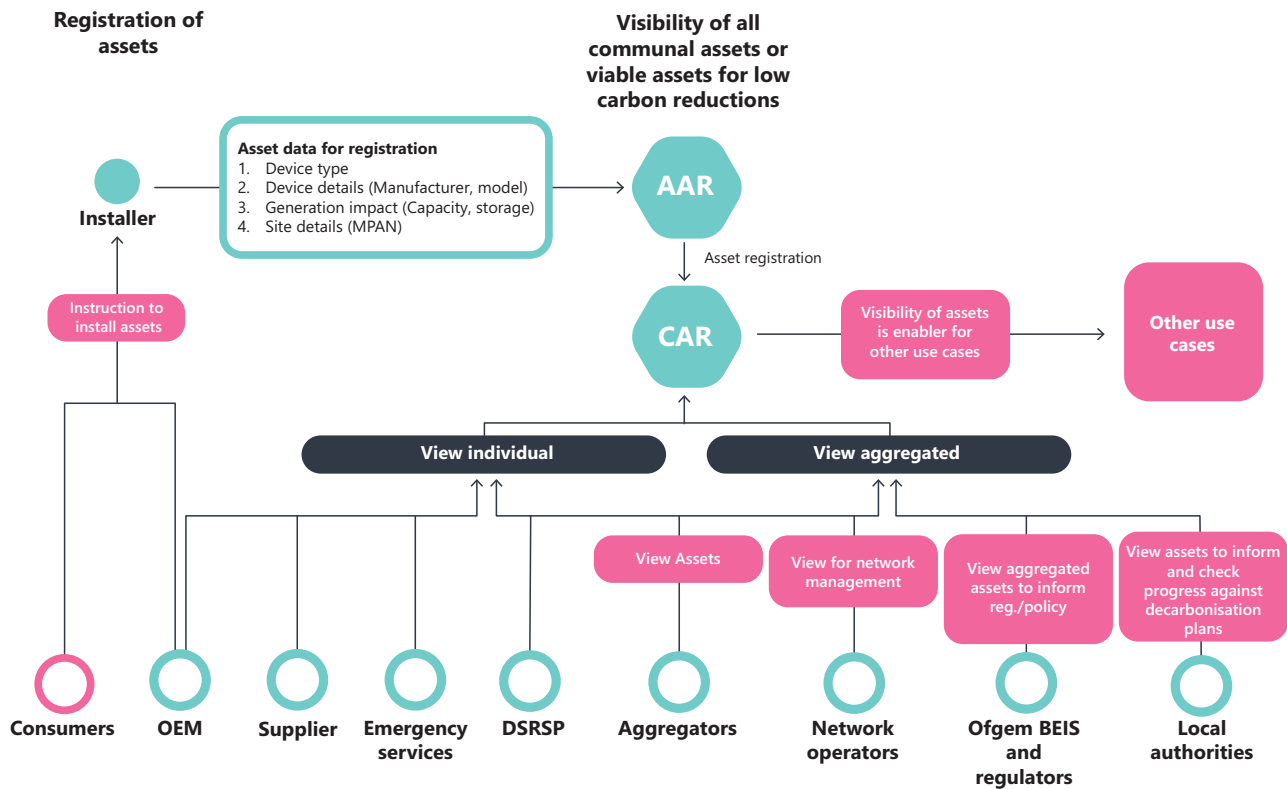 Registration of
assets
Visibility of all
communal assets or
viable assets for low
carbon reductions
Asset data for registration
1. Device type
2. Device details (Manufacturer, model)
3. Generation impact (Capacity, storage)
4. Site details (MPAN)
Installer
AAR
Asset registration
Instruction to
install assets
CAR
Visibility of assets
is enabler for
other use cases
Other use
cases
View individual
View aggregated
View Assets
View for network
management
View aggregated
assets to inform
reg./policy
View assets to inform
and check
progress against
decarbonisation
plans
Consumers
OEM
Supplier
Emergency
services
DSRSP
Aggregators
Network
operators
Ofgem BEIS
and
regulators
Local
authorities